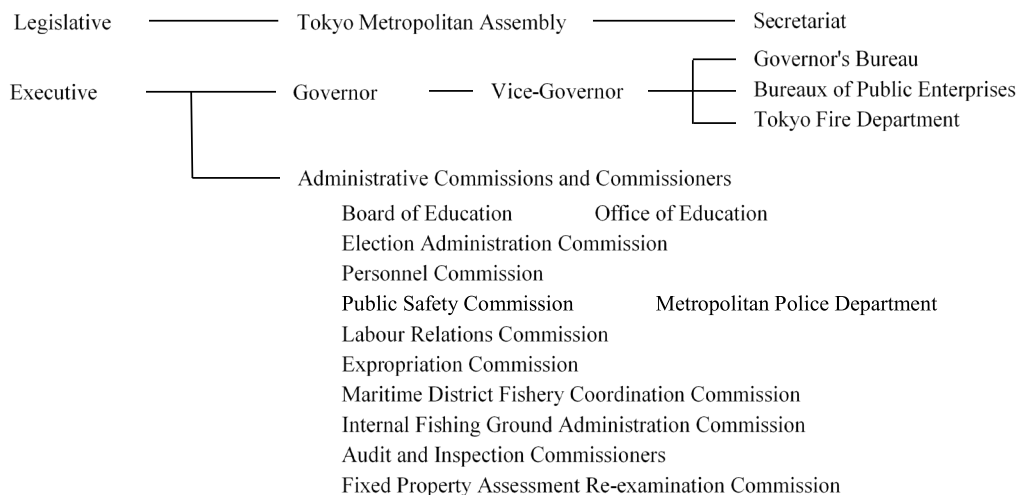 Legislative Tokyo Metropolitan Assembly Secretariat
Governor's Bureau
Executive Governor Vice-Governor Bureaux of Public Enterprises
Tokyo Fire Department
Administrative Commissions and Commissioners
Board of Education Office of Education
Election Administration Commission
Personnel Commission
Public Safety Commission Metropolitan Police Department
Labour Relations Commission
Expropriation Commission
Maritime District Fishery Coordination Commission
Internal Fishing Ground Administration Commission
Audit and Inspection Commissioners
Fixed Property Assessment Re-examination Commission